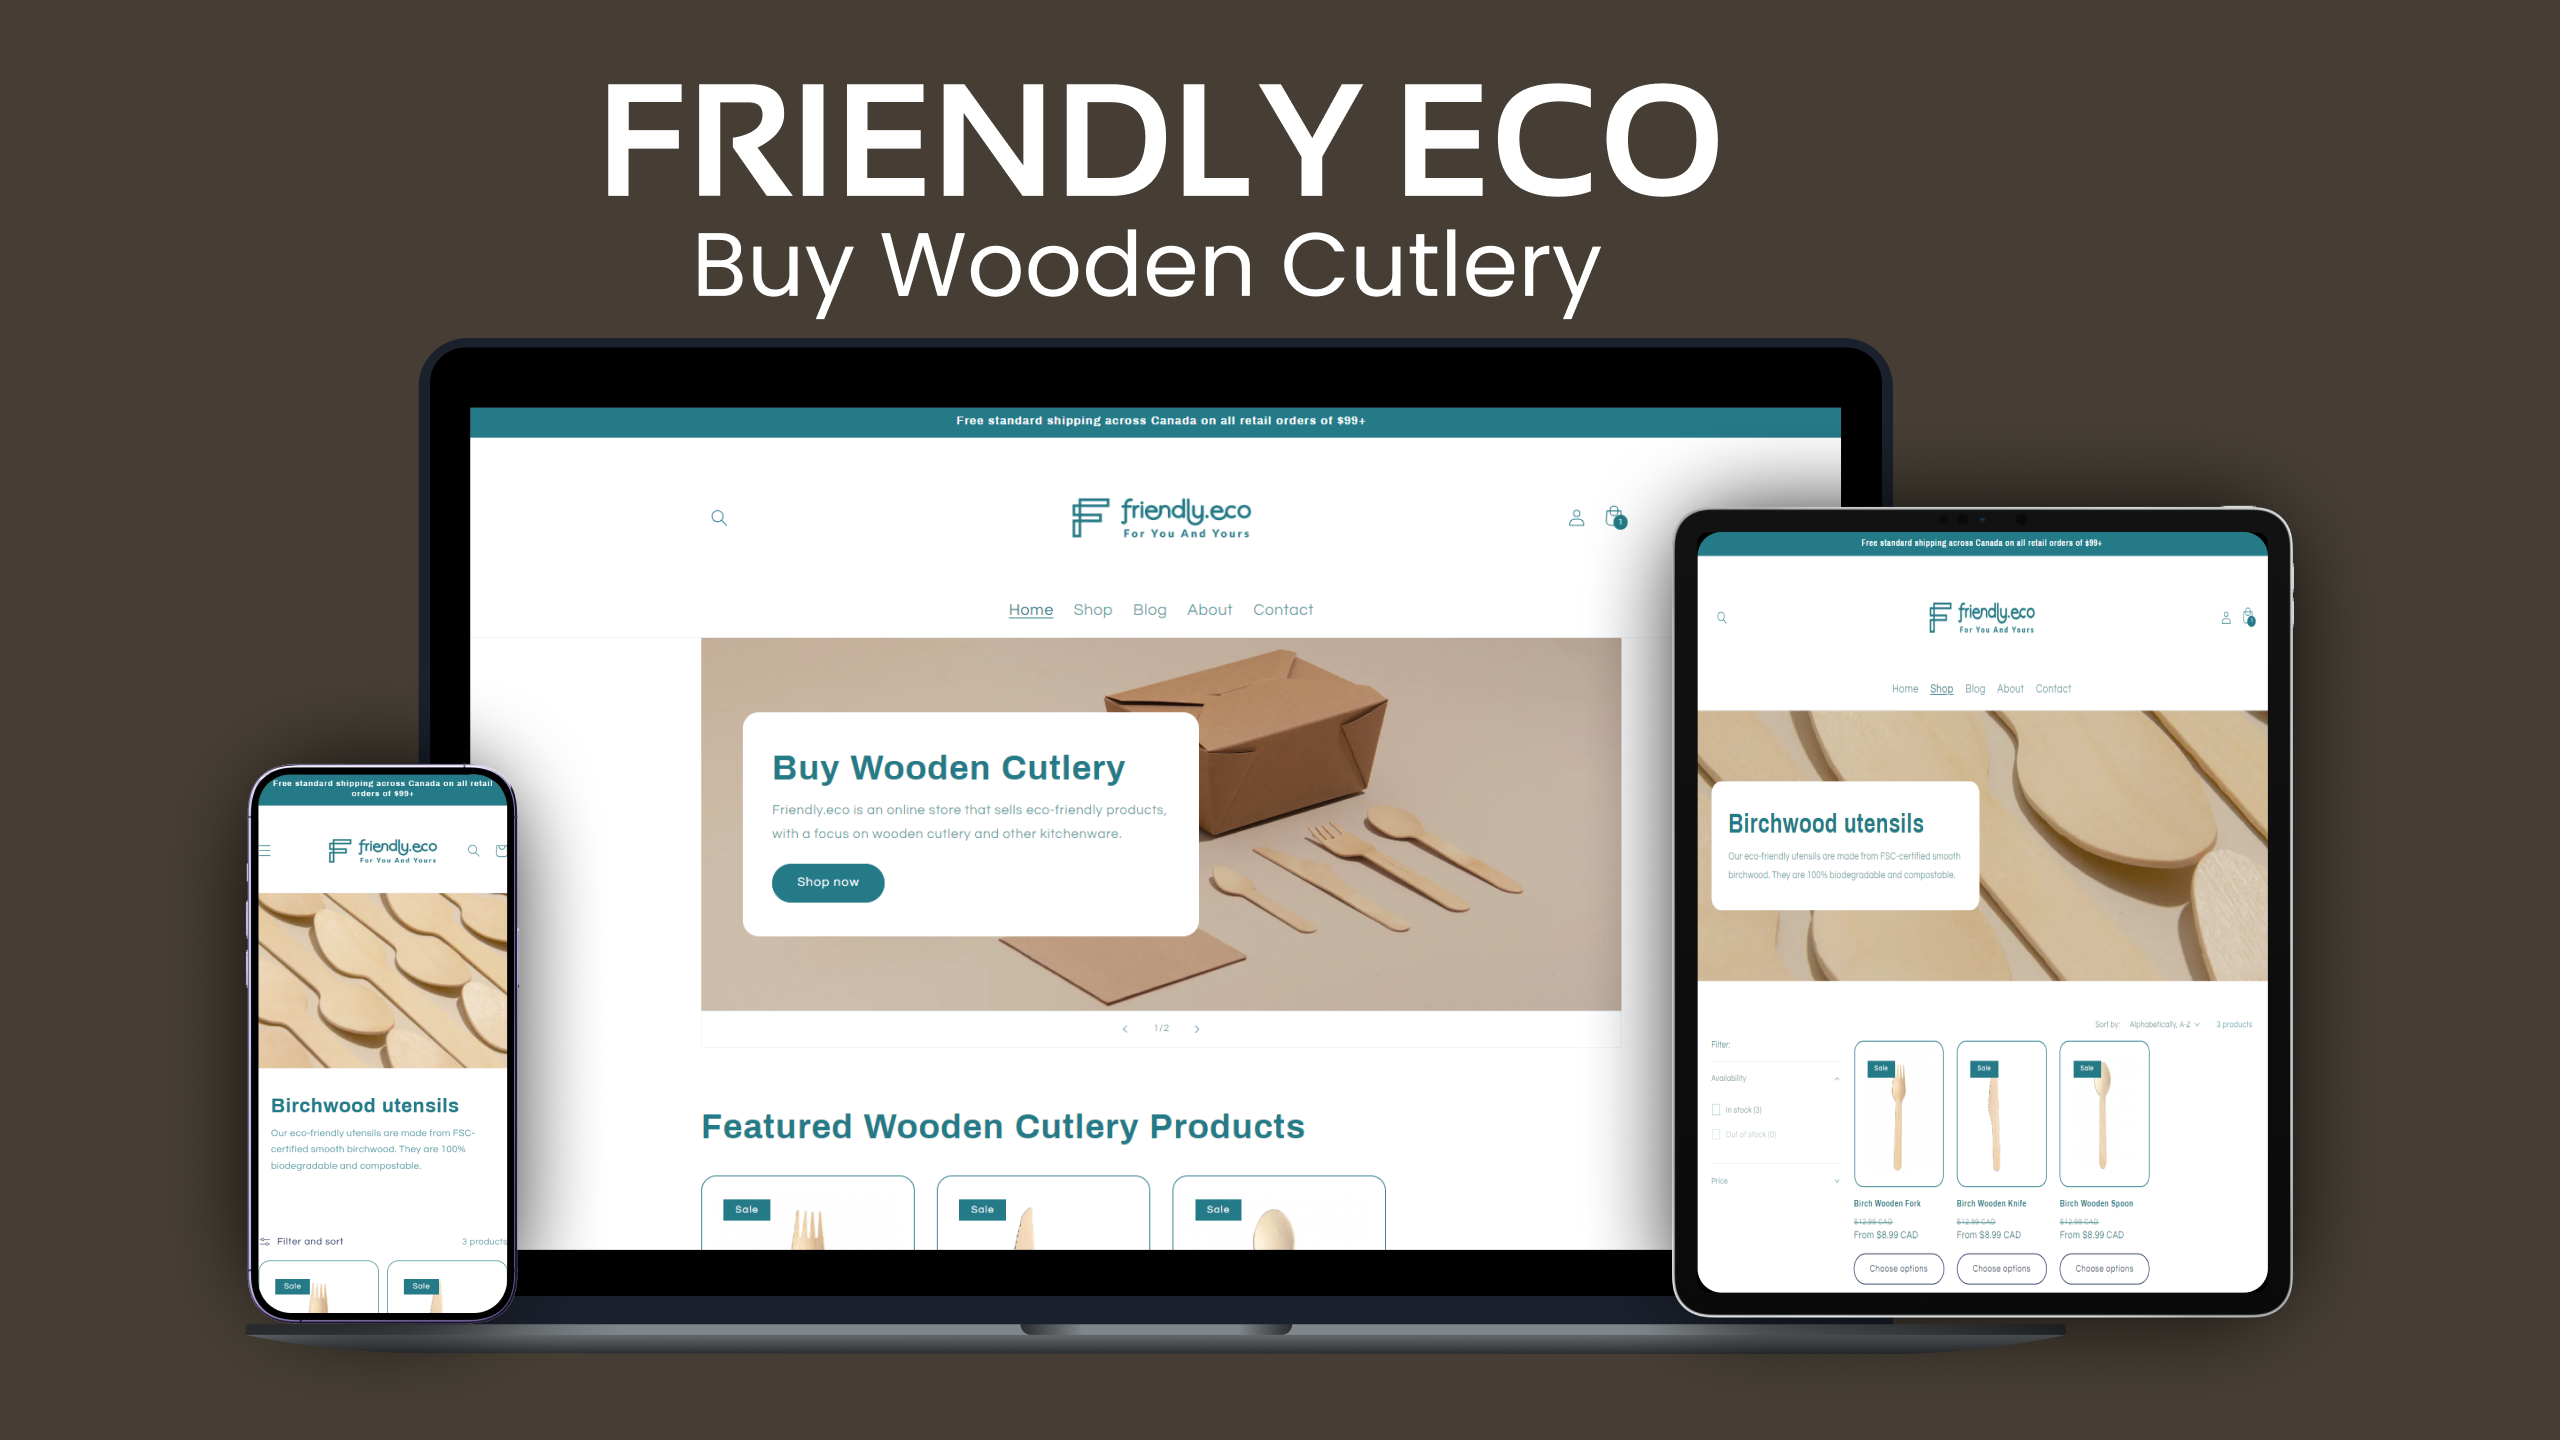 FRIENDLY ECO
Buy Wooden Cutlery
Free standard shipping across Canada on all retail orders of $99+
friendly.eco
For You And Yours
1
Home Shop Blog About Contact
Buy Wooden Cutlery
Friendly.eco is an online store that sells eco-friendly products,
with a focus on wooden cutlery and other kitchenware.
Shop now
1/2
Featured Wooden Cutlery Products
Sale Sale Sale
Free standard shipping across Canada on all retail
orders of $99+
friendly.eco
For You And Yours
Birchwood utensils
Our eco-friendly utensils are made from FSC-
certified smooth birchwood. They are 100%
biodegradable and compostable.
Filter and sort 3 products
Sale Sale
Free standard shipping across Canada on all retail orders of $99+
friendly.eco
For You And Yours
1
Home Shop Blog About Contact
Birchwood utensils
Our eco-friendly utensils are made from FSC-certified smooth
birchwood. They are 100% biodegradable and compostable.
Sort by: Alphabetically, A-Z 3 products
Filter:
Availability
In stock (3)
Out of stock (0)
Price
Sale Sale Sale
Birch Wooden Fork Birch Wooden Knife Birch Wooden Spoon
$12.99 CAD $12.99 CAD $12.99 CAD
From $8.99 CAD From $8.99 CAD From $8.99 CAD
Choose options Choose options Choose options